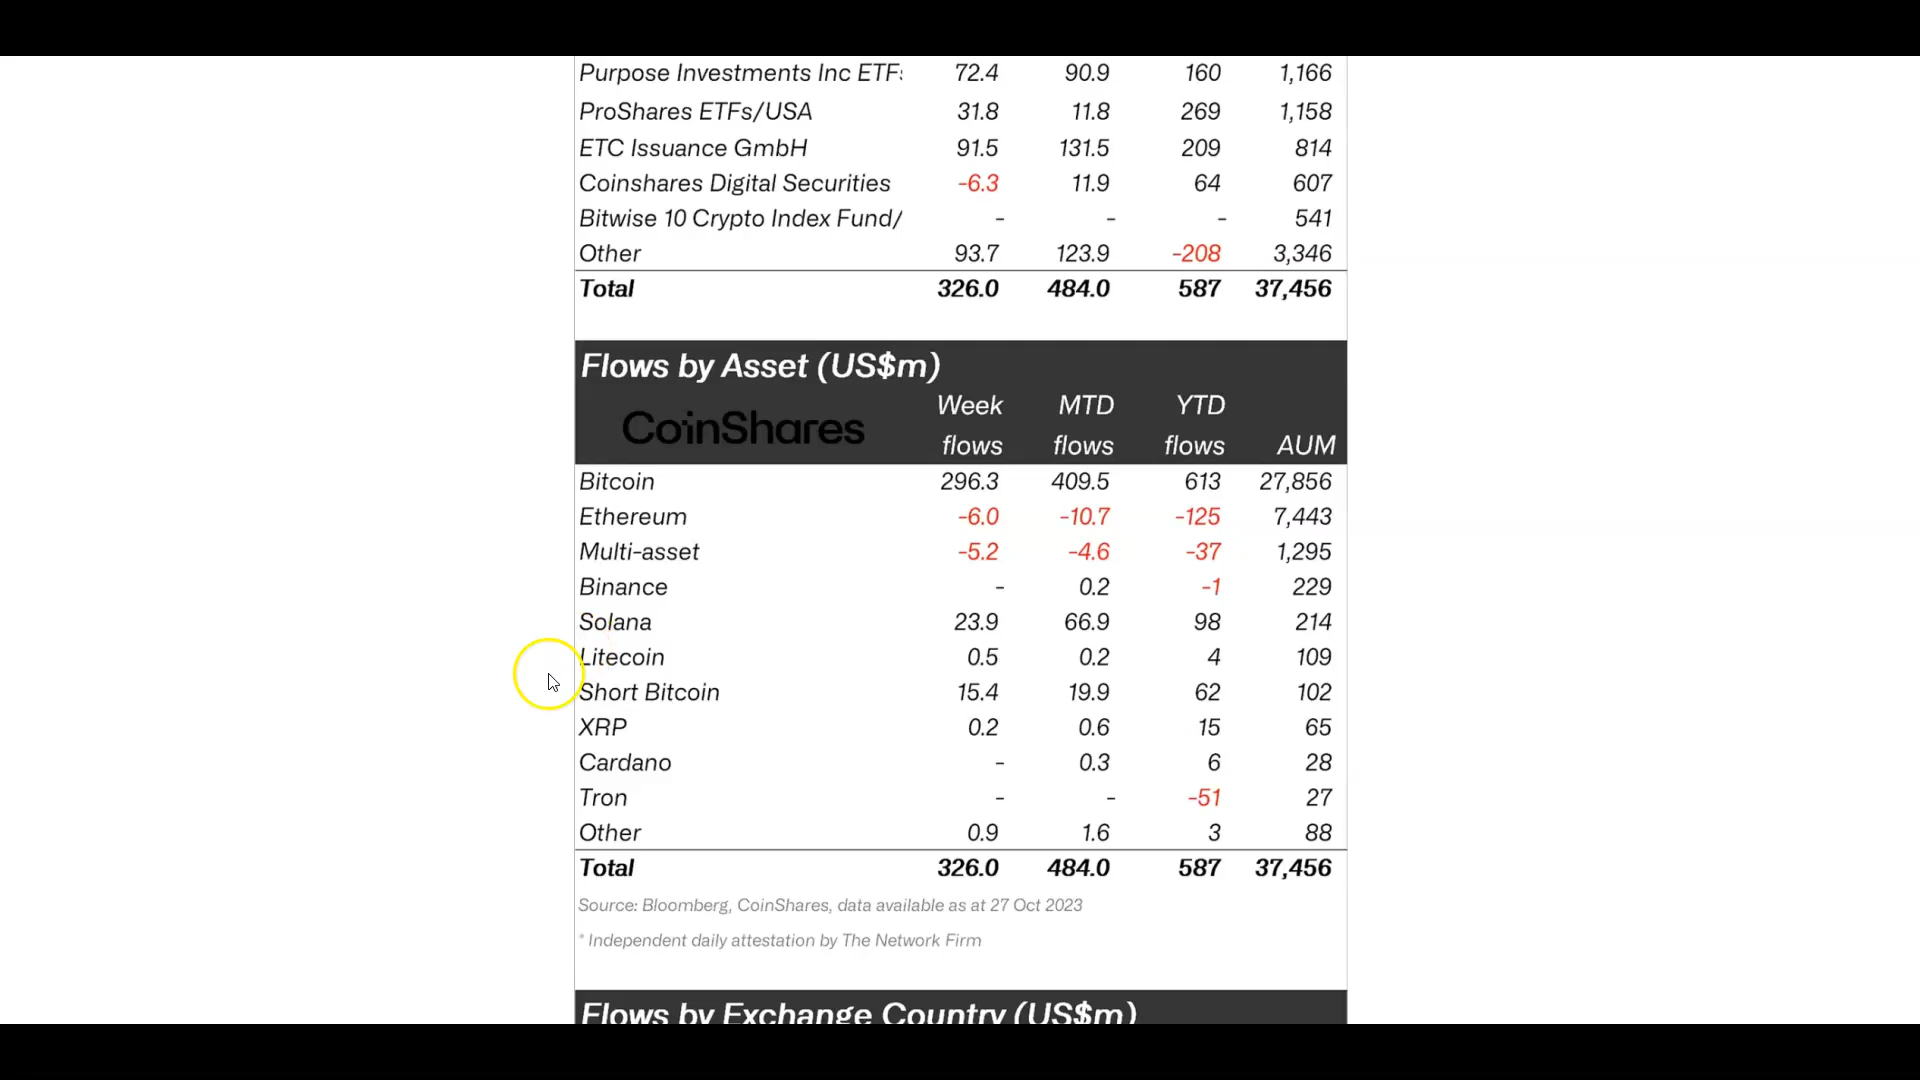 Purpose Investments Inc ETF: 72.4 90.9 160 1,166
ProShares ETFs/USA 31.8 11.8 269 1,158
ETC Issuance GmbH 91.5 131.5 209 814
Coinshares Digital Securities -6.3 11.9 64 607
Bitwise 10 Crypto Index Fund/ - - - 541
Other 93.7 123.9 -208 3,346
Total 326.0 484.0 587 37,456
Flows by Asset (US$m)
CoinShares
Week MTD YTD
flows flows flows AUM
Bitcoin 296.3 409.5 613 27,856
Ethereum -6.0 -10.7 -125 7,443
Multi-asset -5.2 -4.6 -37 1,295
Binance - 0.2 -1 229
Solana 23.9 66.9 98 214
Litecoin 0.5 0.2 4 109
Short Bitcoin 15.4 19.9 62 102
XRP 0.2 0.6 15 65
Cardano - 0.3 6 28
Tron - - -51 27
Other 0.9 1.6 3 88
Total 326.0 484.0 587 37,456
Source: Bloomberg, CoinShares, data available as at 27 Oct 2023
* Independent daily attestation by The Network Firm
Flows by Exchange Country (US$m)